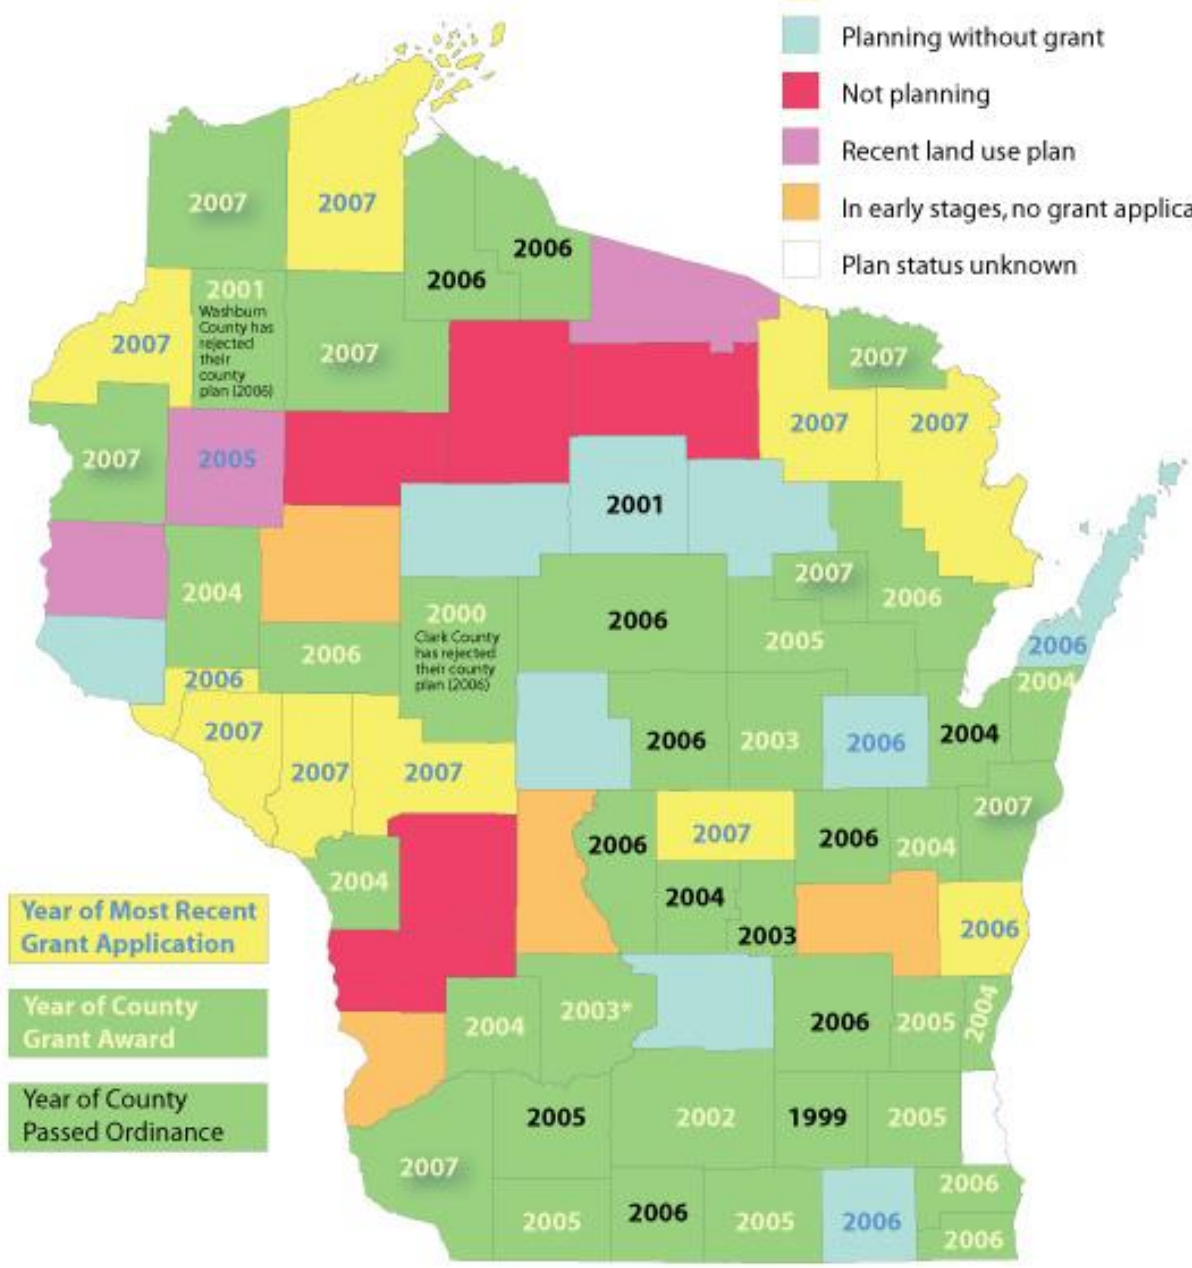 Planning without grant
Not planning
Recent land use plan
In early stages, no grant applica
Plan status unknown
2007
2007
2006
2006
2001
Washburn
County has
rejected
their
county
plan (2006)
2007
2007
2007
2007
2007
2007
2005
2001
2004
2007
2006
2000
Clark County
has rejected
their county
plan (2006)
2006
2005
2006
2006
2006
2004
2007
2006
2003
2006
2004
2007
2007
2007
2006
2007
2006
2004
2004
2004
2003
2006
Year of Most Recent
Grant Application
Year of County
Grant Award
Year of County
Passed Ordinance
2004
2003*
2006
2005
2004
2005
2002
1999
2005
2007
2005
2006
2005
2006
2006
2006